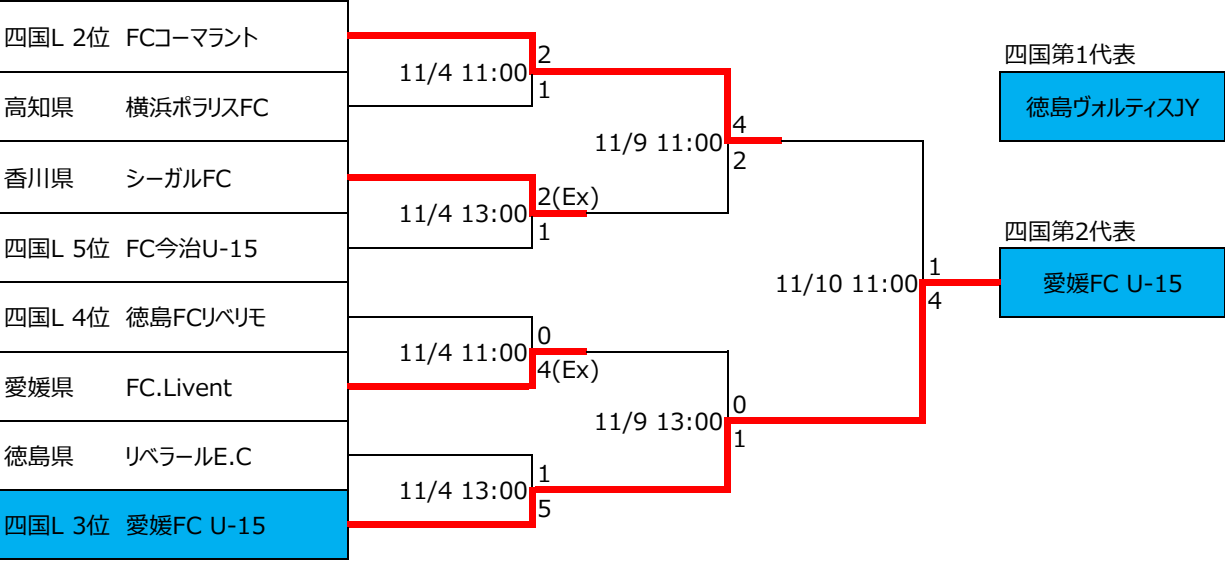 四国L 2位 FCコーマラント
高知県 横浜ポラリスFC
香川県 シーガルFC
四国L 5位 FC今治U-15
四国L 4位 徳島FCリベリモ
愛媛県 FC.Livent
徳島県 リベラールE.C
四国L 3位 愛媛FC U-15
11/4 11:00
2
1
11/4 13:00
2(Ex)
1
11/4 11:00
0
4(Ex)
11/4 13:00
1
5
11/9 11:00
4
2
11/9 13:00
0
1
11/10 11:00
1
4
四国第1代表
徳島ヴォルティスJY
四国第2代表
愛媛FC U-15